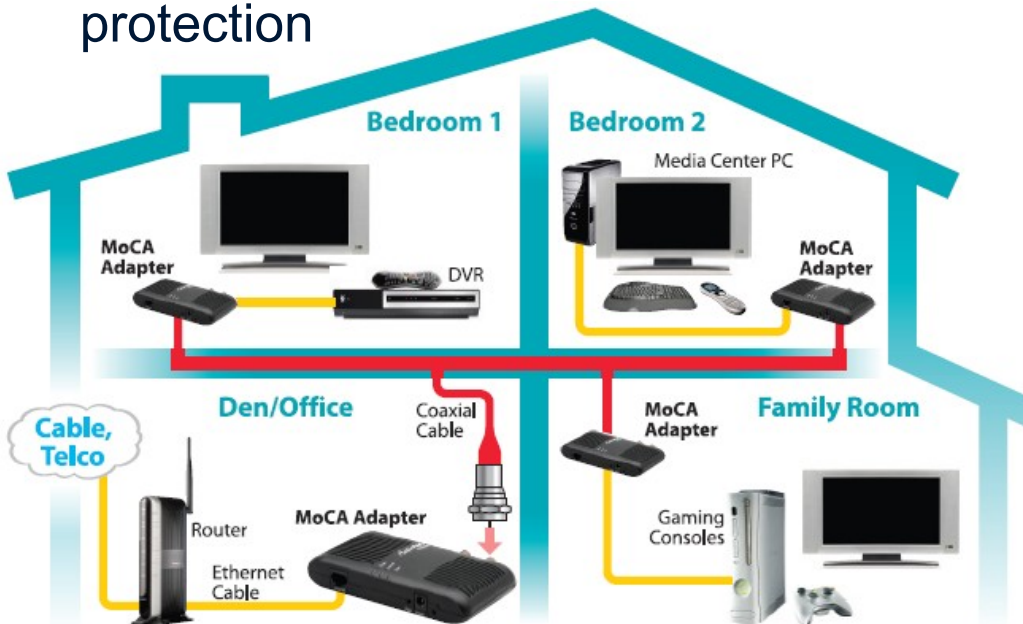 protection
Bedroom 1
Bedroom 2
Media Center PC
MoCA
Adapter
DVR
MoCA
Adapter
Den/Office
Coaxial
Cable
MoCA
Adapter
Family Room
Cable,
Telco
Router
MoCA Adapter
Gaming
Consoles
Ethernet
Cable